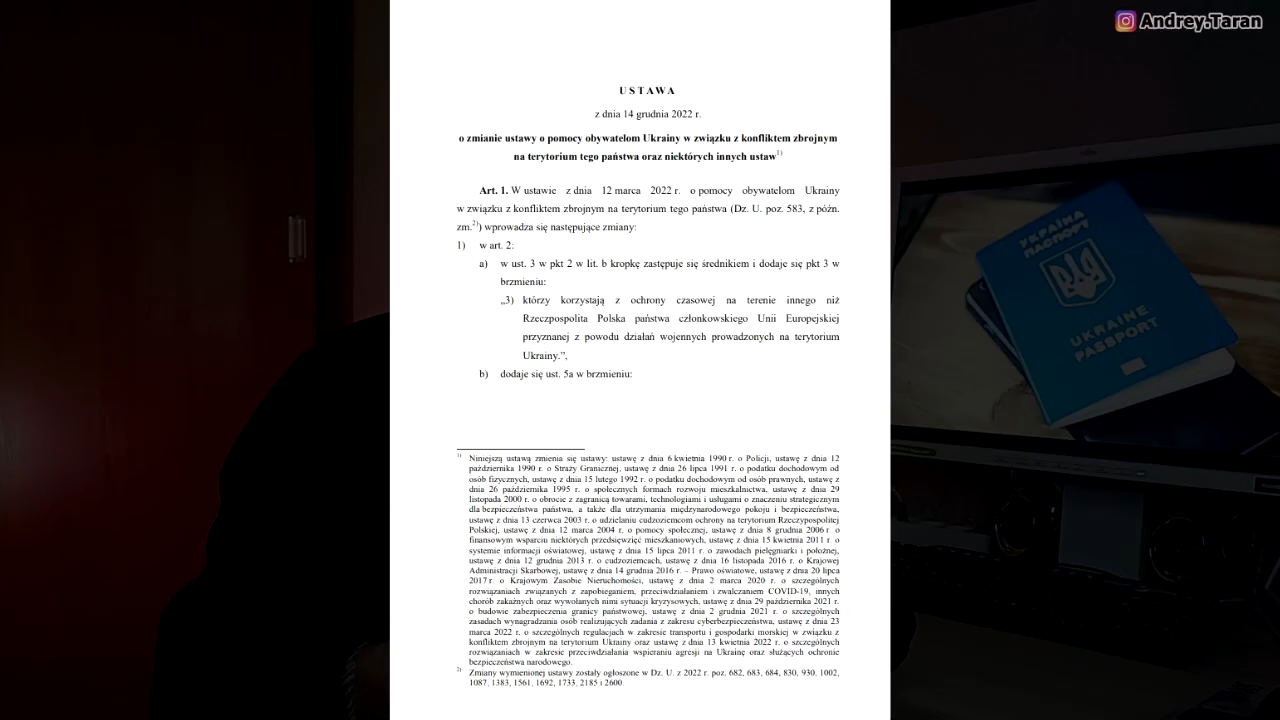 Andrey.Taran
USTAWA
z dnia 14 grudnia 2022 r.
o zmianie ustawy o pomocy obywatelom Ukrainy w związku z konfliktem zbrojnym
na terytorium tego państwa oraz niektórych innych ustaw1)
Art. 1. W ustawie z dnia 12 marca 2022 r. o pomocy obywatelom Ukrainy
w związku z konfliktem zbrojnym na terytorium tego państwa (Dz. U. poz. 583, z późn.
zm.2)) wprowadza się następujące zmiany:
1) w art. 2:
a) w ust. 3 w pkt 2 w lit. b kropkę zastępuje się średnikiem i dodaje się pkt 3 w
brzmieniu:
„3) którzy korzystają z ochrony czasowej na terenie innego niż
Rzeczpospolita Polska państwa członkowskiego Unii Europejskiej
przyznanej z powodu działań wojennych prowadzonych na terytorium
Ukrainy.”,
b) dodaje się ust. 5a w brzmieniu:
1) Niniejszą ustawą zmienia się ustawy: ustawę z dnia 6 kwietnia 1990 r. o Policji, ustawę z dnia 12
października 1990 r. o Straży Granicznej, ustawę z dnia 26 lipca 1991 r. o podatku dochodowym od
osób fizycznych, ustawę z dnia 15 lutego 1992 r. o podatku dochodowym od osób prawnych, ustawę z
dnia 26 października 1995 r. o społecznych formach rozwoju mieszkalnictwa, ustawę z dnia 29
listopada 2000 r. o obrocie z zagranicą towarami, technologiami i usługami o znaczeniu strategicznym
dla bezpieczeństwa państwa, a także dla utrzymania międzynarodowego pokoju i bezpieczeństwa,
ustawę z dnia 13 czerwca 2003 r. o udzielaniu cudzoziemcom ochrony na terytorium Rzeczypospolitej
Polskiej, ustawę z dnia 12 marca 2004 r. o pomocy społecznej, ustawę z dnia 8 grudnia 2006 r o
finansowym wsparciu niektórych przedsięwzięć mieszkaniowych, ustawę z dnia 15 kwietnia 2011 r. o
systemie informacji oświatowej, ustawę z dnia 15 lipca 2011 r. o zawodach pielęgniarki i położnej,
ustawę z dnia 12 grudnia 2013 r. o cudzoziemcach, ustawę z dnia 16 listopada 2016 r. o Krajowej
Administracji Skarbowej, ustawę z dnia 14 grudnia 2016 r. – Prawo oświatowe, ustawę z dnia 20 lipca
2017 r. o Krajowym Zasobie Nieruchomości, ustawę z dnia 2 marca 2020 r. o szczególnych
rozwiązaniach związanych z zapobieganiem, przeciwdziałaniem i zwalczaniem COVID-19, innych
chorób zakaźnych oraz wywołanych nimi sytuacji kryzysowych, ustawę z dnia 29 października 2021 r.
o budowie zabezpieczenia granicy państwowej, ustawę z dnia 2 grudnia 2021 r. o szczególnych
zasadach wynagradzania osób realizujących zadania z zakresu cyberbezpieczeństwa, ustawę z dnia 23
marca 2022 r. o szczególnych regulacjach w zakresie transportu i gospodarki morskiej w związku z
konfliktem zbrojnym na terytorium Ukrainy oraz ustawę z dnia 13 kwietnia 2022 r. o szczególnych
rozwiązaniach w zakresie przeciwdziałania wspieraniu agresji na Ukrainę oraz służących ochronie
bezpieczeństwa narodowego.
2) Zmiany wymienionej ustawy zostały ogłoszone w Dz. U. z 2022 r. poz. 682, 683, 684, 830, 930, 1002,
1087, 1383, 1561, 1692, 1733, 2185 i 2600.
УКРАЇНА
ПАСПОРТ
UKRAINE
PASSPORT